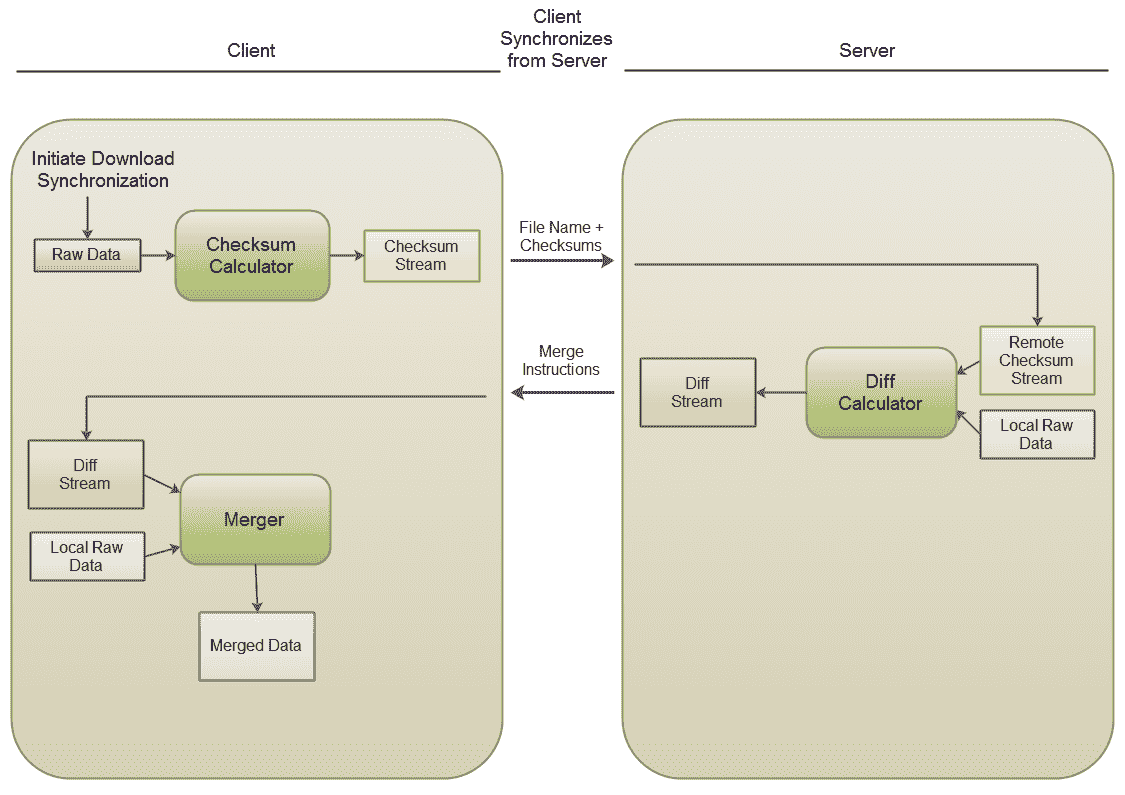 Client
Client
Synchronizes
from Server
Server
Initiate Download
Synchronization
Raw Data
Checksum
Calculator
Checksum
Stream
File Name +
Checksums
Remote
Checksum
Stream
Diff
Calculator
Local Raw
Data
Diff
Stream
Merge
Instructions
Diff
Stream
Local Raw
Data
Merger
Merged Data